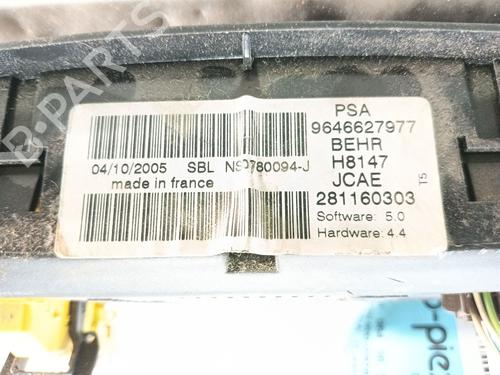 PSA
9646627977
BEHR
H8147
JCAE
281160303
T5
Software: 5.0
Hardware: 4.4
04/10/2005 SBL N90780094-J
made in france
B-PARTS